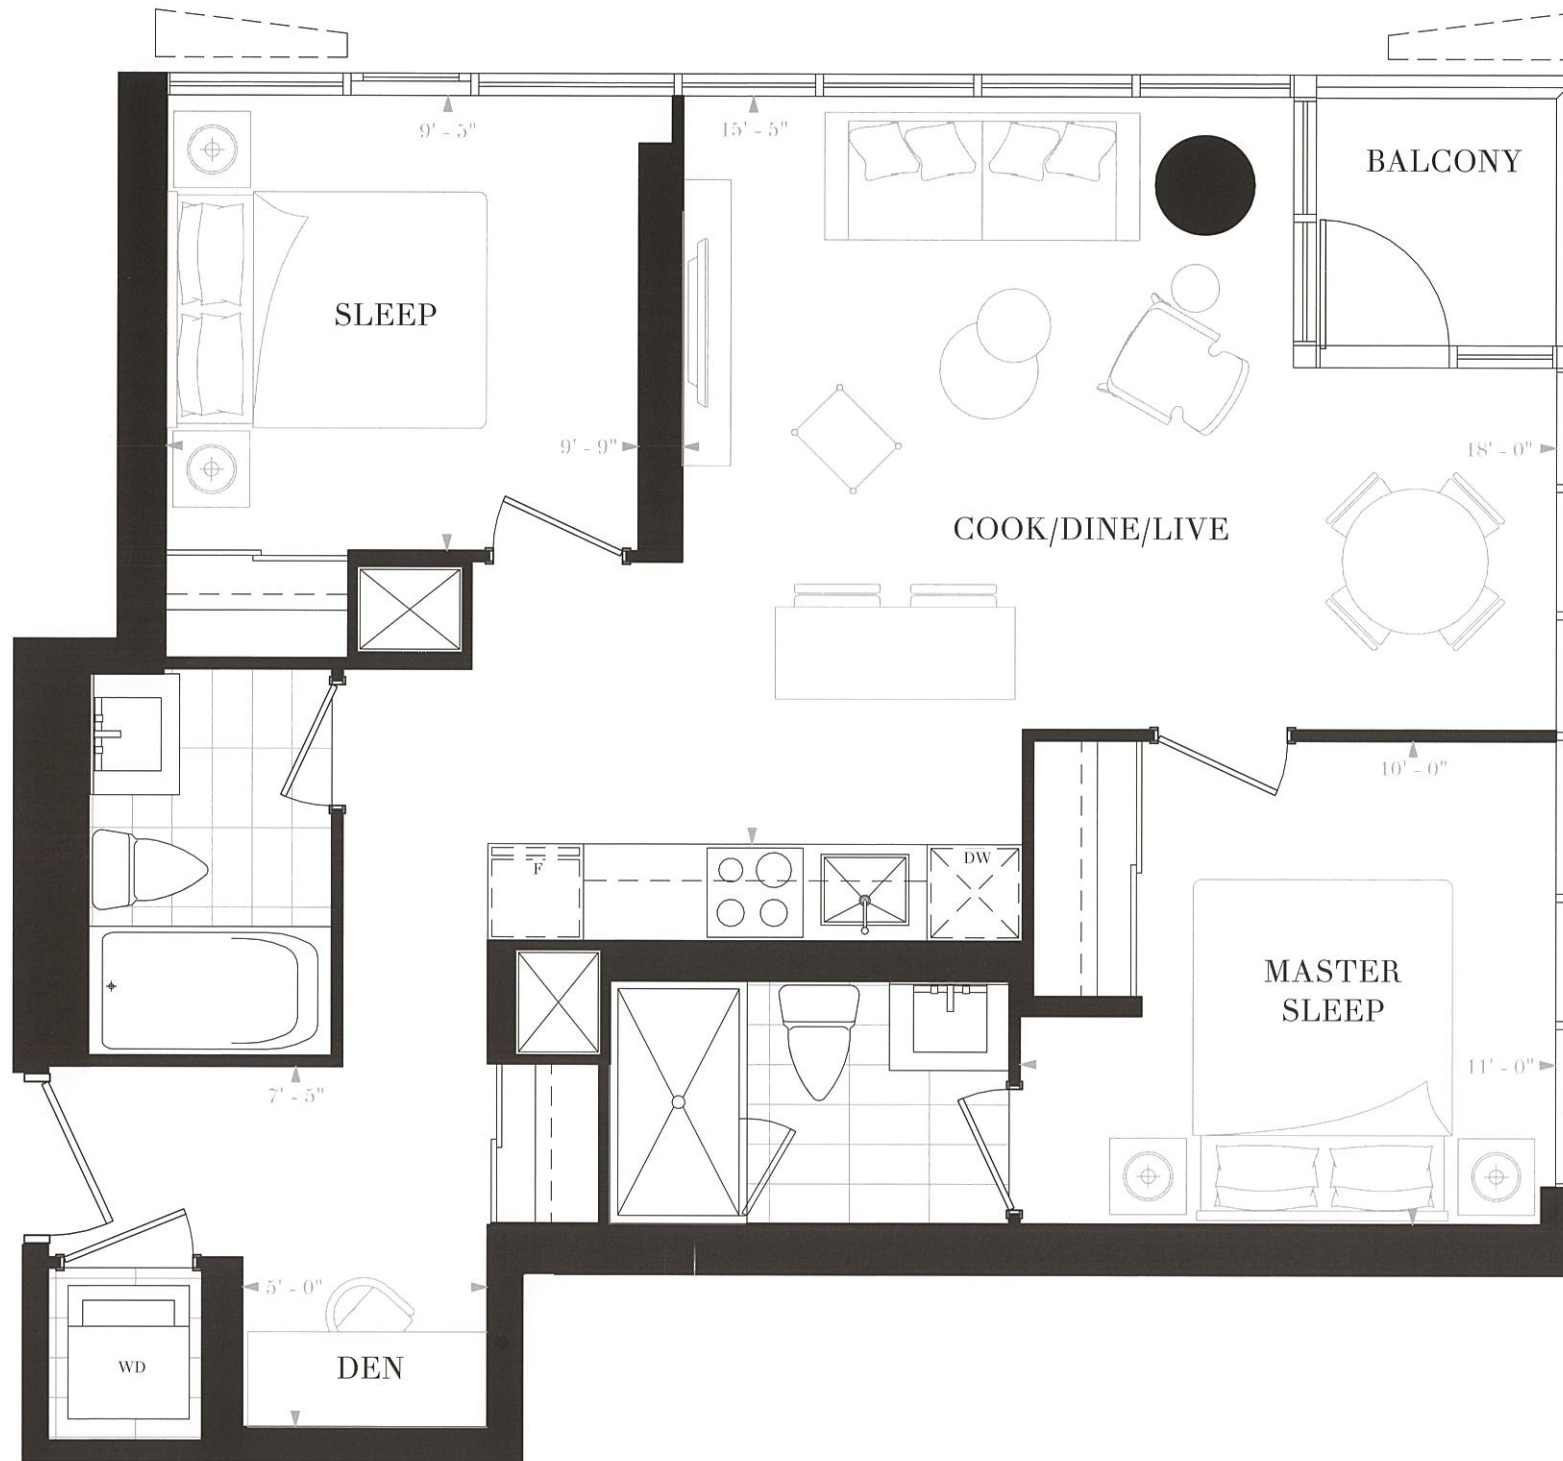 9' - 5"
15' - 5"
BALCONY
SLEEP
9' - 9"
18' - 0"
COOK/DINE/LIVE
10' - 0"
F
DW
MASTER
SLEEP
11' - 0"
7' - 5"
5' - 0"
WD
DEN